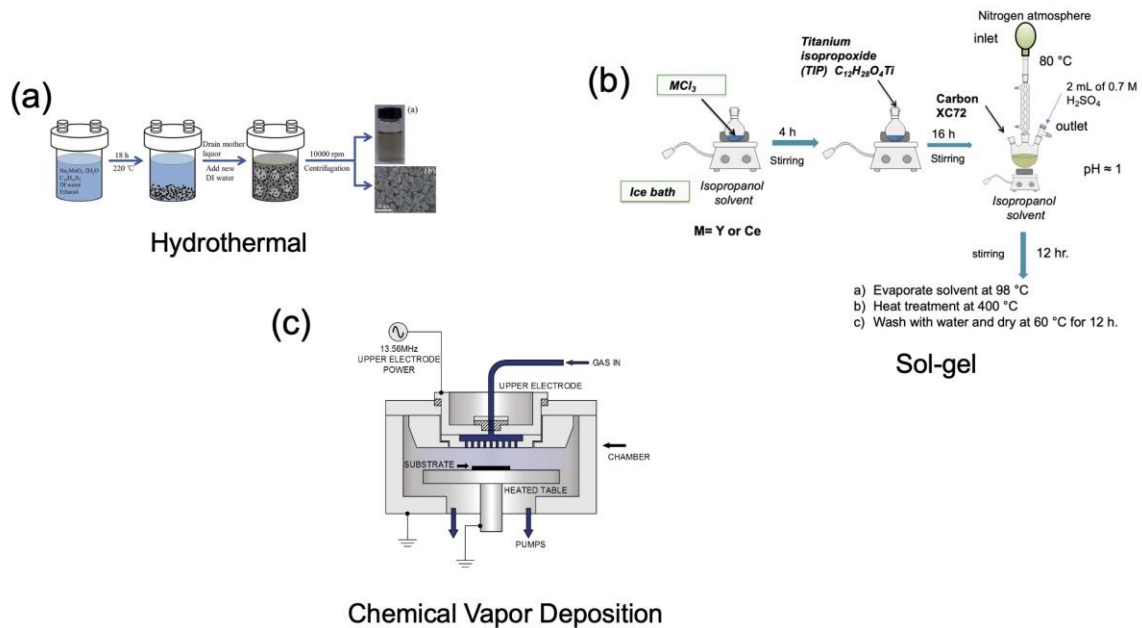 (a)
18 h
220 °C
DI water
Ethanol
Drain mother
liquor
Add new
DI water
10000 rpm
Centrifugation
(a)
Hydrothermal
(b)
MCl₃
Ice bath
Isopropanol
solvent
M= Y or Ce
4 h
Stirring
Titanium
isopropoxide
(TIP) C₁₂H₂₈O₄Ti
16 h
Stirring
Nitrogen atmosphere
inlet
80 °C
2 mL of 0.7 M
H₂SO₄
Carbon
XC72
outlet
pH ≈ 1
Isopropanol
solvent
stirring
12 hr.
a) Evaporate solvent at 98 °C
b) Heat treatment at 400 °C
c) Wash with water and dry at 60 °C for 12 h.
Sol-gel
(c)
13.56MHz
UPPER ELECTRODE
POWER
GAS IN
UPPER ELECTRODE
CHAMBER
SUBSTRATE
HEATED TABLE
PUMPS
Chemical Vapor Deposition